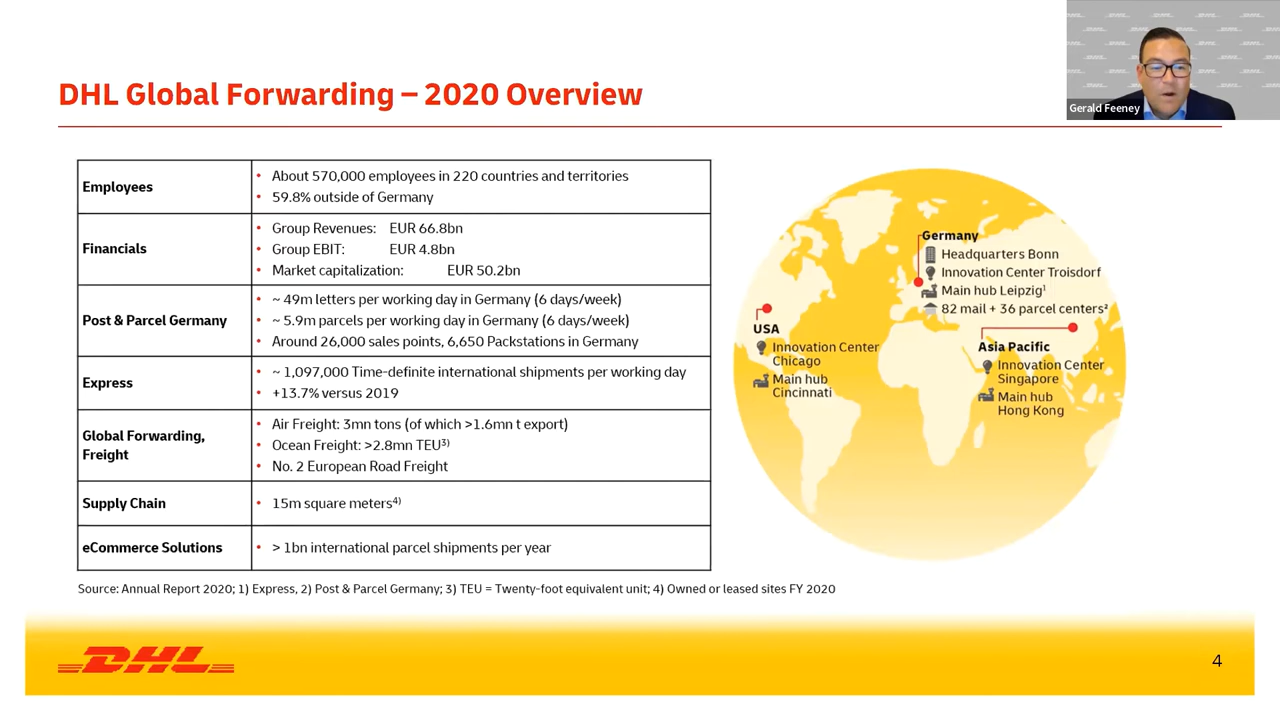 DHL Global Forwarding – 2020 Overview
Gerald Feeney
Employees
• About 570,000 employees in 220 countries and territories
• 59.8% outside of Germany
Financials
• Group Revenues: EUR 66.8bn
• Group EBIT: EUR 4.8bn
• Market capitalization: EUR 50.2bn
Post & Parcel Germany
• ~ 49m letters per working day in Germany (6 days/week)
• ~ 5.9m parcels per working day in Germany (6 days/week)
• Around 26,000 sales points, 6,650 Packstations in Germany
Express
• ~ 1,097,000 Time-definite international shipments per working day
• +13.7% versus 2019
Global Forwarding,
Freight
• Air Freight: 3mn tons (of which >1.6mn t export)
• Ocean Freight: >2.8mn TEU3)
• No. 2 European Road Freight
Supply Chain
• 15m square meters4)
eCommerce Solutions
• > 1bn international parcel shipments per year
Germany
Headquarters Bonn
Innovation Center Troisdorf
Main hub Leipzig¹
82 mail + 36 parcel centers²
USA
Innovation Center
Chicago
Main hub
Cincinnati
Asia Pacific
Innovation Center
Singapore
Main hub
Hong Kong
Source: Annual Report 2020; 1) Express, 2) Post & Parcel Germany; 3) TEU = Twenty-foot equivalent unit; 4) Owned or leased sites FY 2020
DHL
4